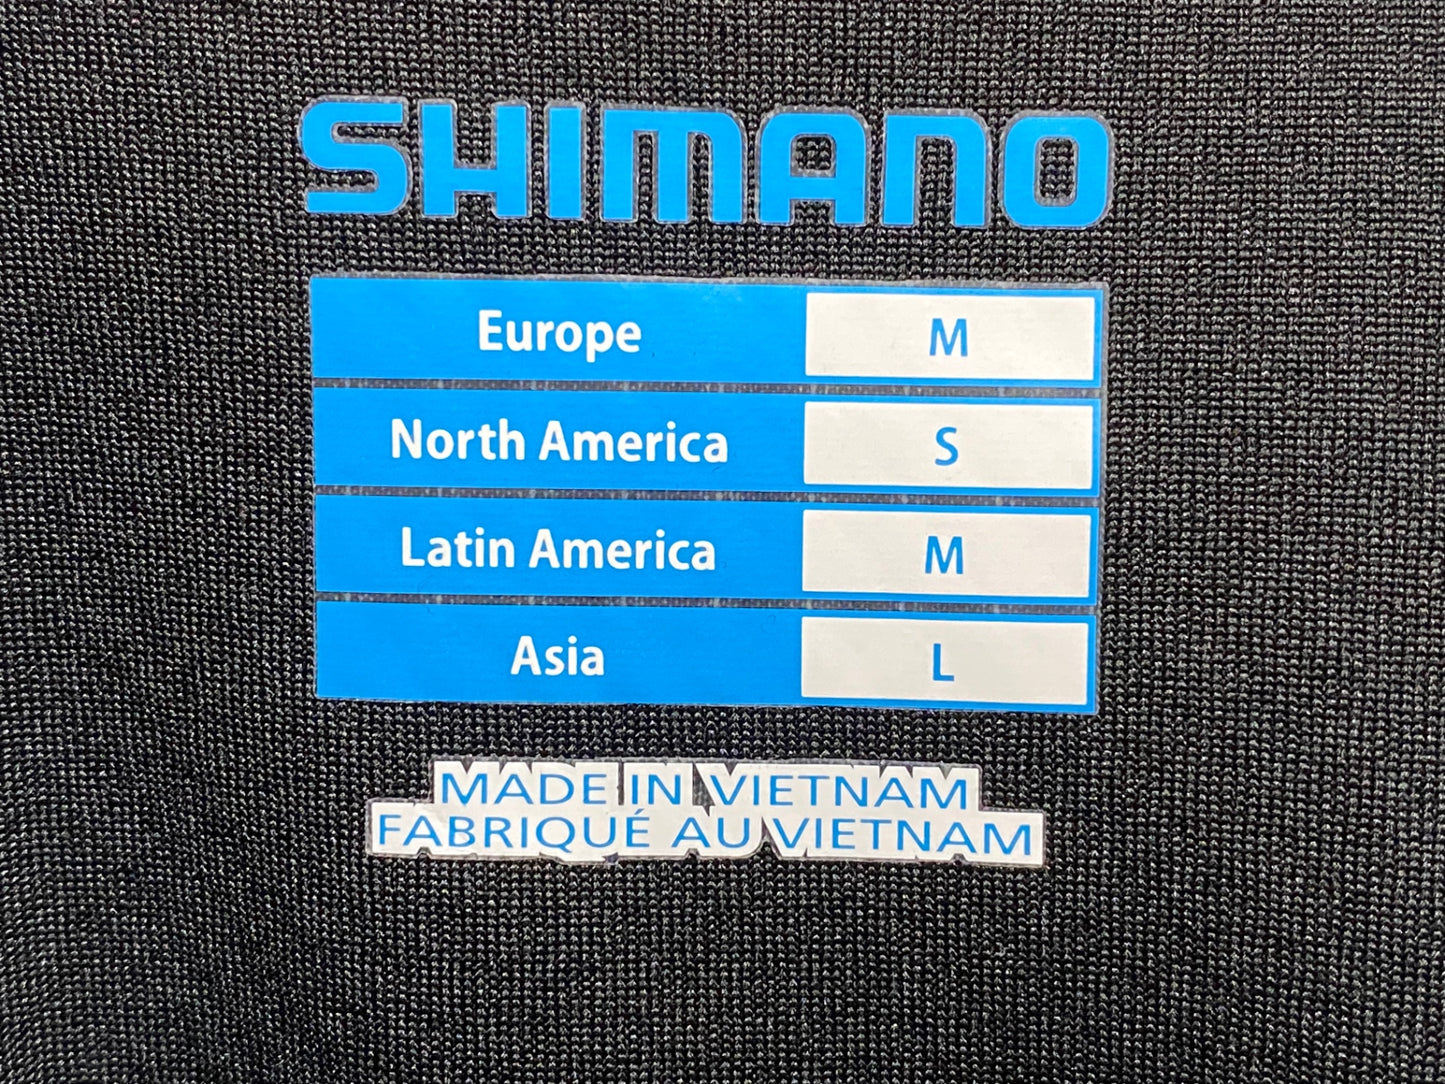 SHIMANO
Europe M
North America S
Latin America M
Asia L
MADE IN VIETNAM
FABRIQUÉ AU VIETNAM